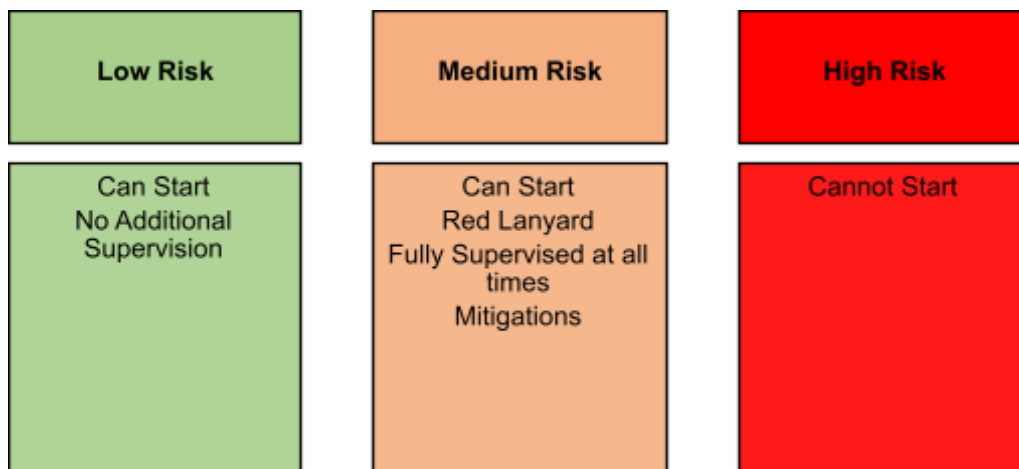 Low Risk
Medium Risk
High Risk
Can Start
No Additional
Supervision
Can Start
Red Lanyard
Fully Supervised at all
times
Mitigations
Cannot Start